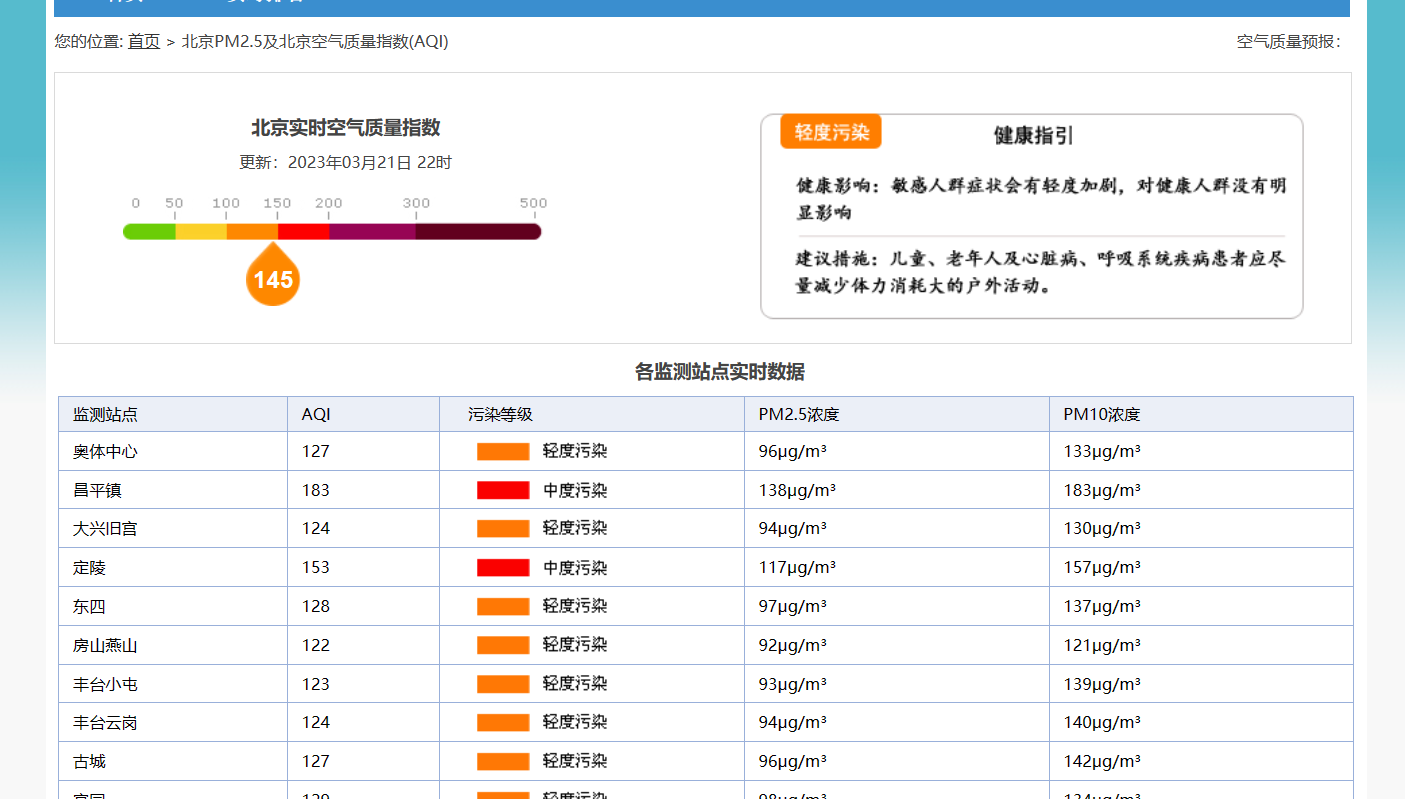 您的位置: 首页 > 北京PM2.5及北京空气质量指数(AQI)
空气质量预报：
北京实时空气质量指数
更新：2023年03月21日 22时
0 50 100 150 200 300 500
145
轻度污染 健康指引
健康影响：敏感人群症状会有轻度加剧，对健康人群没有明
显影响
建议措施：儿童、老年人及心脏病、呼吸系统疾病患者应尽
量减少体力消耗大的户外活动。
各监测站点实时数据
监测站点 AQI 污染等级 PM2.5浓度 PM10浓度
奥体中心 127 轻度污染 96μg/m³ 133μg/m³
昌平镇 183 中度污染 138μg/m³ 183μg/m³
大兴旧宫 124 轻度污染 94μg/m³ 130μg/m³
定陵 153 中度污染 117μg/m³ 157μg/m³
东四 128 轻度污染 97μg/m³ 137μg/m³
房山燕山 122 轻度污染 92μg/m³ 121μg/m³
丰台小屯 123 轻度污染 93μg/m³ 139μg/m³
丰台云岗 124 轻度污染 94μg/m³ 140μg/m³
古城 127 轻度污染 96μg/m³ 142μg/m³